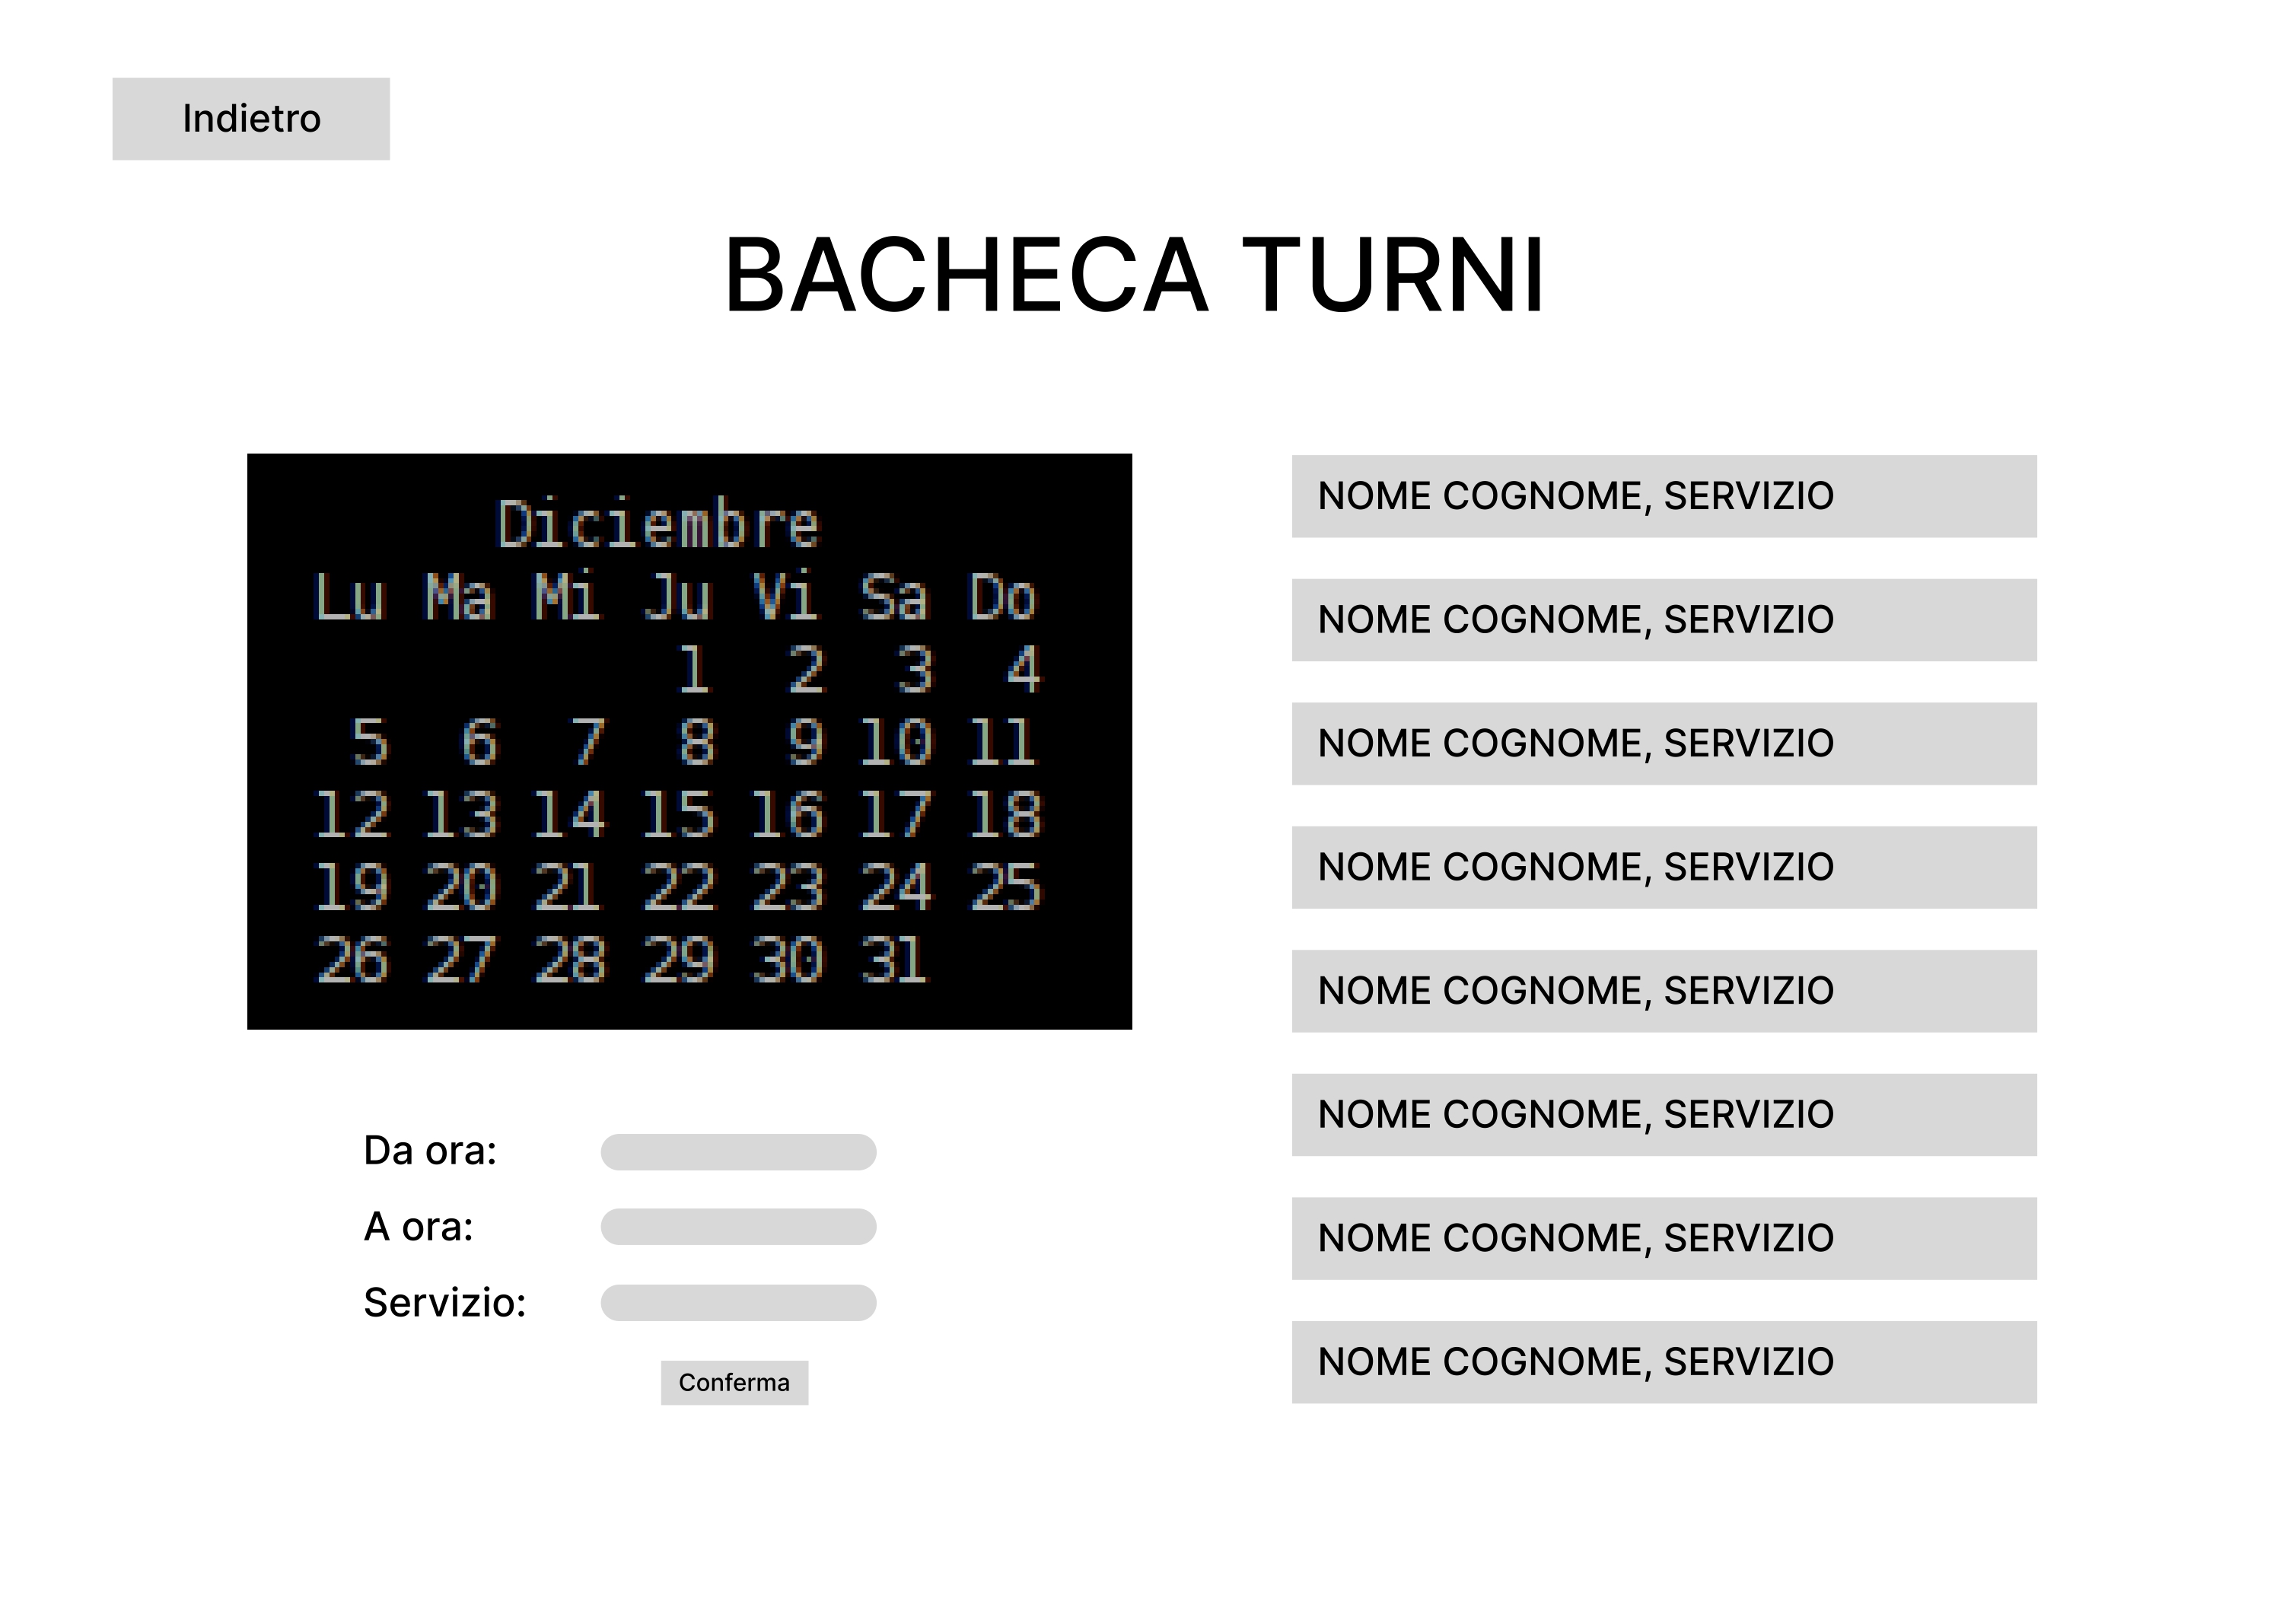 Indietro
BACHECA TURNI
Diciembre
Lu Ma Mi Ju Vi Sa Do
1 2 3 4
5 6 7 8 9 10 11
12 13 14 15 16 17 18
19 20 21 22 23 24 25
26 27 28 29 30 31
Da ora:
A ora:
Servizio:
Conferma
NOME COGNOME, SERVIZIO
NOME COGNOME, SERVIZIO
NOME COGNOME, SERVIZIO
NOME COGNOME, SERVIZIO
NOME COGNOME, SERVIZIO
NOME COGNOME, SERVIZIO
NOME COGNOME, SERVIZIO
NOME COGNOME, SERVIZIO